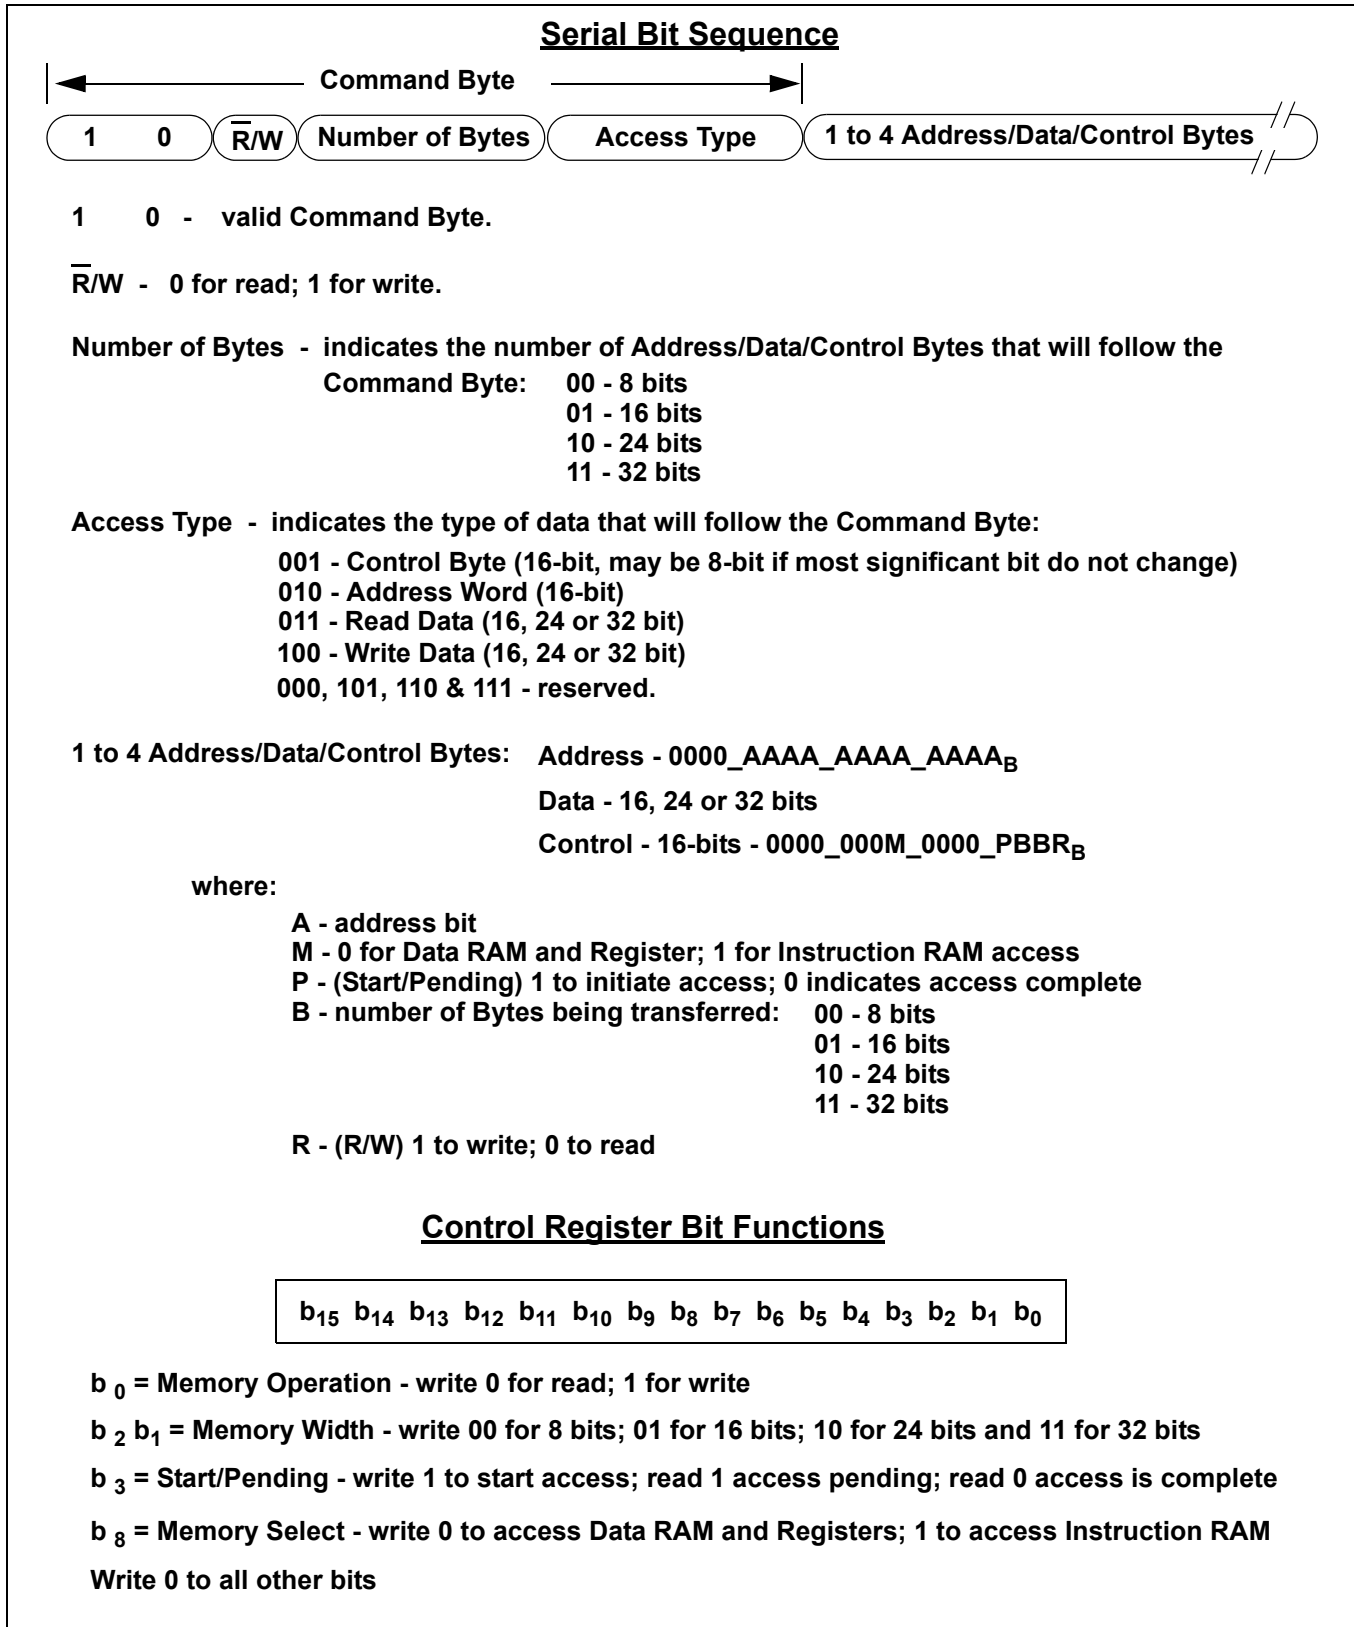 Serial Bit Sequence
Command Byte
1 0 R̅/W Number of Bytes Access Type 1 to 4 Address/Data/Control Bytes
1 0 - valid Command Byte.
R̅/W - 0 for read; 1 for write.
Number of Bytes - indicates the number of Address/Data/Control Bytes that will follow the
Command Byte: 00 - 8 bits
01 - 16 bits
10 - 24 bits
11 - 32 bits
Access Type - indicates the type of data that will follow the Command Byte:
001 - Control Byte (16-bit, may be 8-bit if most significant bit do not change)
010 - Address Word (16-bit)
011 - Read Data (16, 24 or 32 bit)
100 - Write Data (16, 24 or 32 bit)
000, 101, 110 & 111 - reserved.
1 to 4 Address/Data/Control Bytes: Address - 0000_AAAA_AAAA_AAAAB
Data - 16, 24 or 32 bits
Control - 16-bits - 0000_000M_0000_PBBRB
where:
A - address bit
M - 0 for Data RAM and Register; 1 for Instruction RAM access
P - (Start/Pending) 1 to initiate access; 0 indicates access complete
B - number of Bytes being transferred: 00 - 8 bits
01 - 16 bits
10 - 24 bits
11 - 32 bits
R - (R/W) 1 to write; 0 to read
Control Register Bit Functions
b15 b14 b13 b12 b11 b10 b9 b8 b7 b6 b5 b4 b3 b2 b1 b0
b 0 = Memory Operation - write 0 for read; 1 for write
b 2 b1 = Memory Width - write 00 for 8 bits; 01 for 16 bits; 10 for 24 bits and 11 for 32 bits
b 3 = Start/Pending - write 1 to start access; read 1 access pending; read 0 access is complete
b 8 = Memory Select - write 0 to access Data RAM and Registers; 1 to access Instruction RAM
Write 0 to all other bits